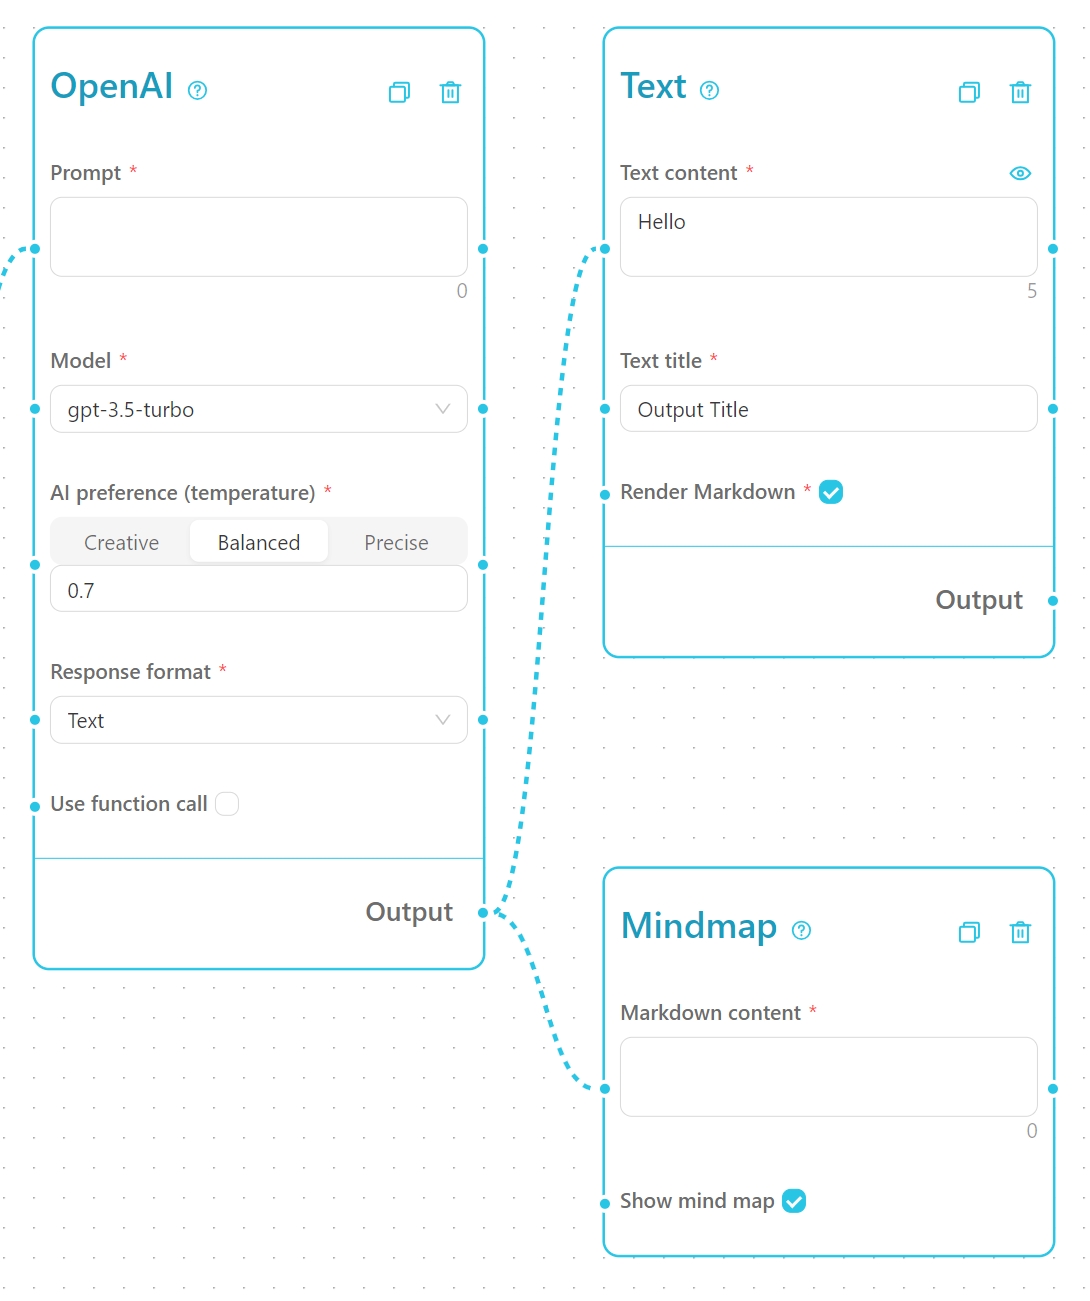 OpenAI
Prompt *
0
Model *
gpt-3.5-turbo
AI preference (temperature) *
Creative Balanced Precise
0.7
Response format *
Text
Use function call
Output
Text
Text content *
Hello
5
Text title *
Output Title
Render Markdown *
Output
Mindmap
Markdown content *
0
Show mind map